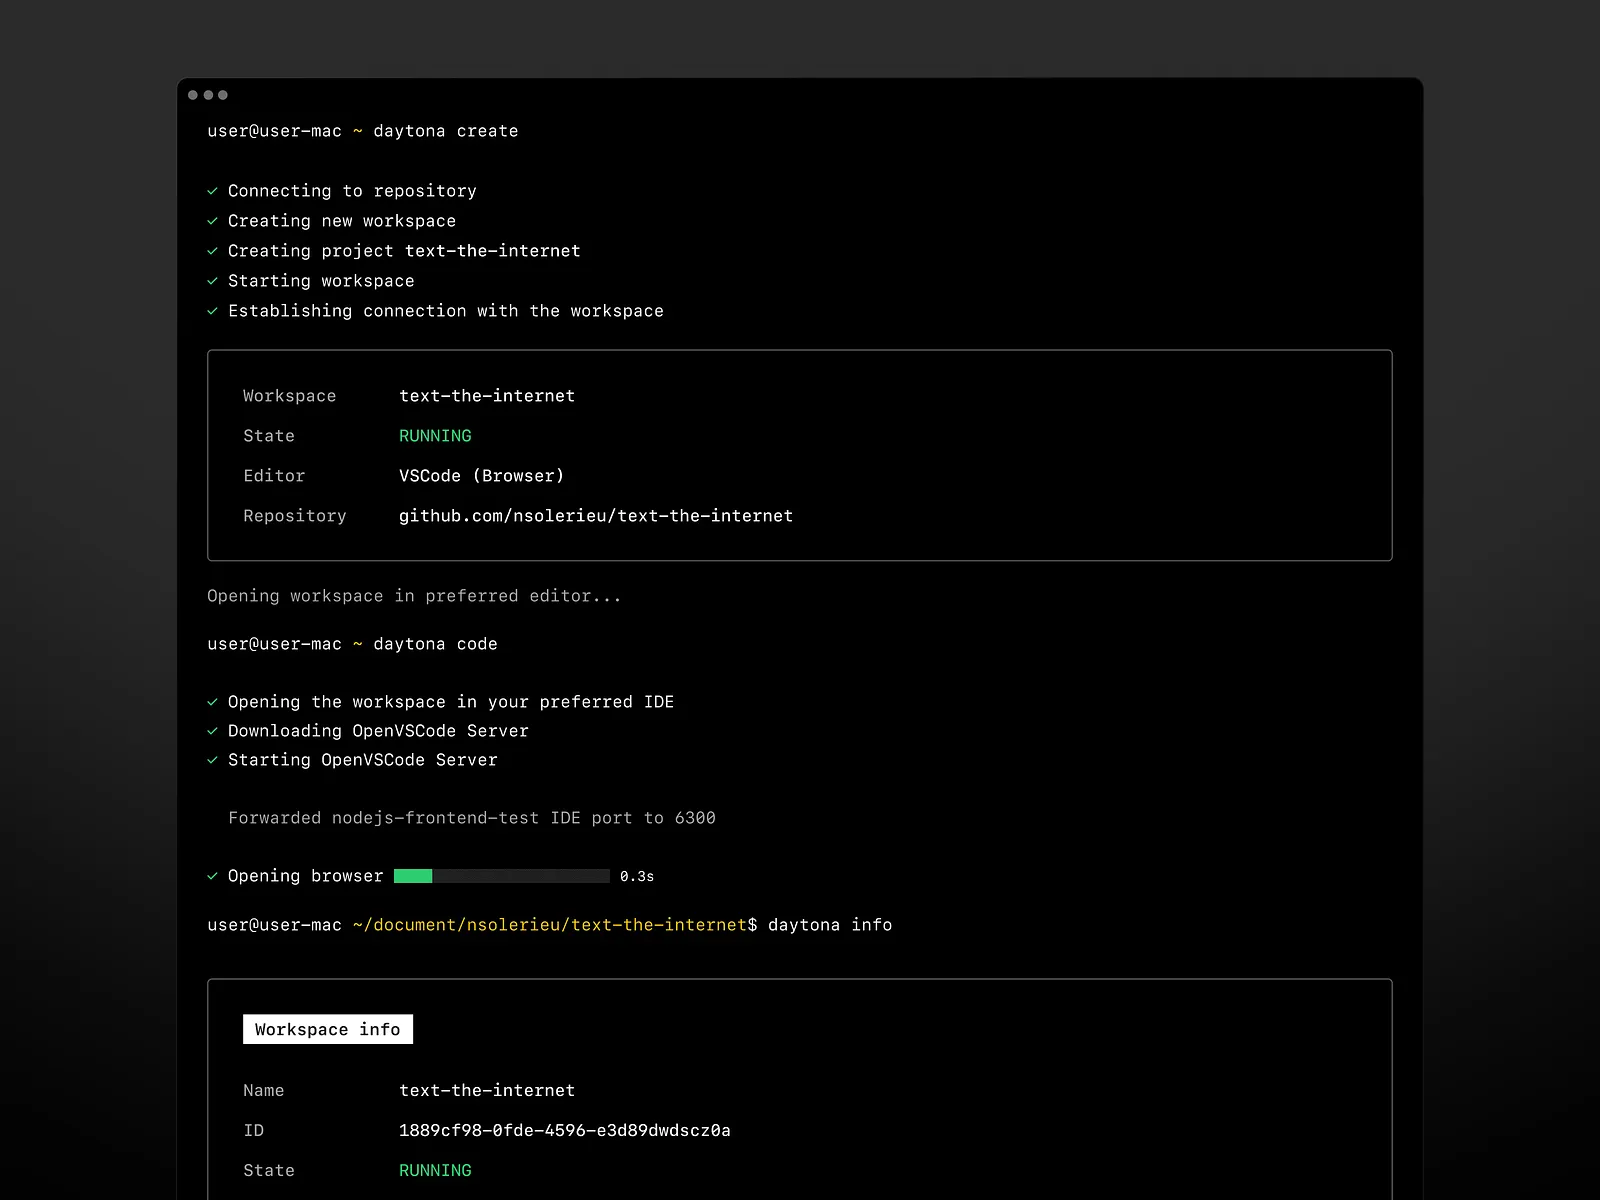 user@user-mac ~ daytona create
✓ Connecting to repository
✓ Creating new workspace
✓ Creating project text-the-internet
✓ Starting workspace
✓ Establishing connection with the workspace
Workspace text-the-internet
State RUNNING
Editor VSCode (Browser)
Repository github.com/nsolerieu/text-the-internet
Opening workspace in preferred editor...
user@user-mac ~ daytona code
✓ Opening the workspace in your preferred IDE
✓ Downloading OpenVSCode Server
✓ Starting OpenVSCode Server
Forwarded nodejs-frontend-test IDE port to 6300
✓ Opening browser 0.3s
user@user-mac ~/document/nsolerieu/text-the-internet$ daytona info
Workspace info
Name text-the-internet
ID 1889cf98-0fde-4596-e3d89dwdscz0a
State RUNNING